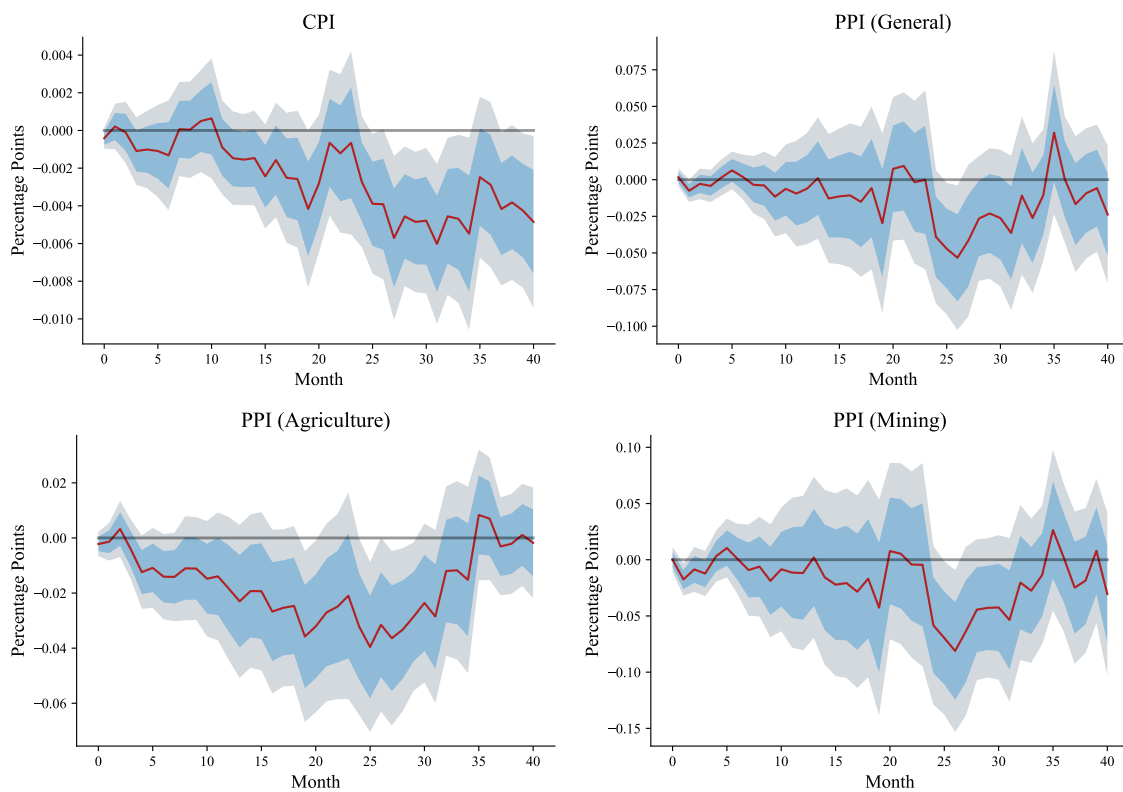 CPI
Percentage Points
0.004
0.002
0.000
−0.002
−0.004
−0.006
−0.008
−0.010
0 5 10 15 20 25 30 35 40
Month
PPI (General)
Percentage Points
0.075
0.050
0.025
0.000
−0.025
−0.050
−0.075
−0.100
0 5 10 15 20 25 30 35 40
Month
PPI (Agriculture)
Percentage Points
0.02
0.00
−0.02
−0.04
−0.06
0 5 10 15 20 25 30 35 40
Month
PPI (Mining)
Percentage Points
0.10
0.05
0.00
−0.05
−0.10
−0.15
0 5 10 15 20 25 30 35 40
Month